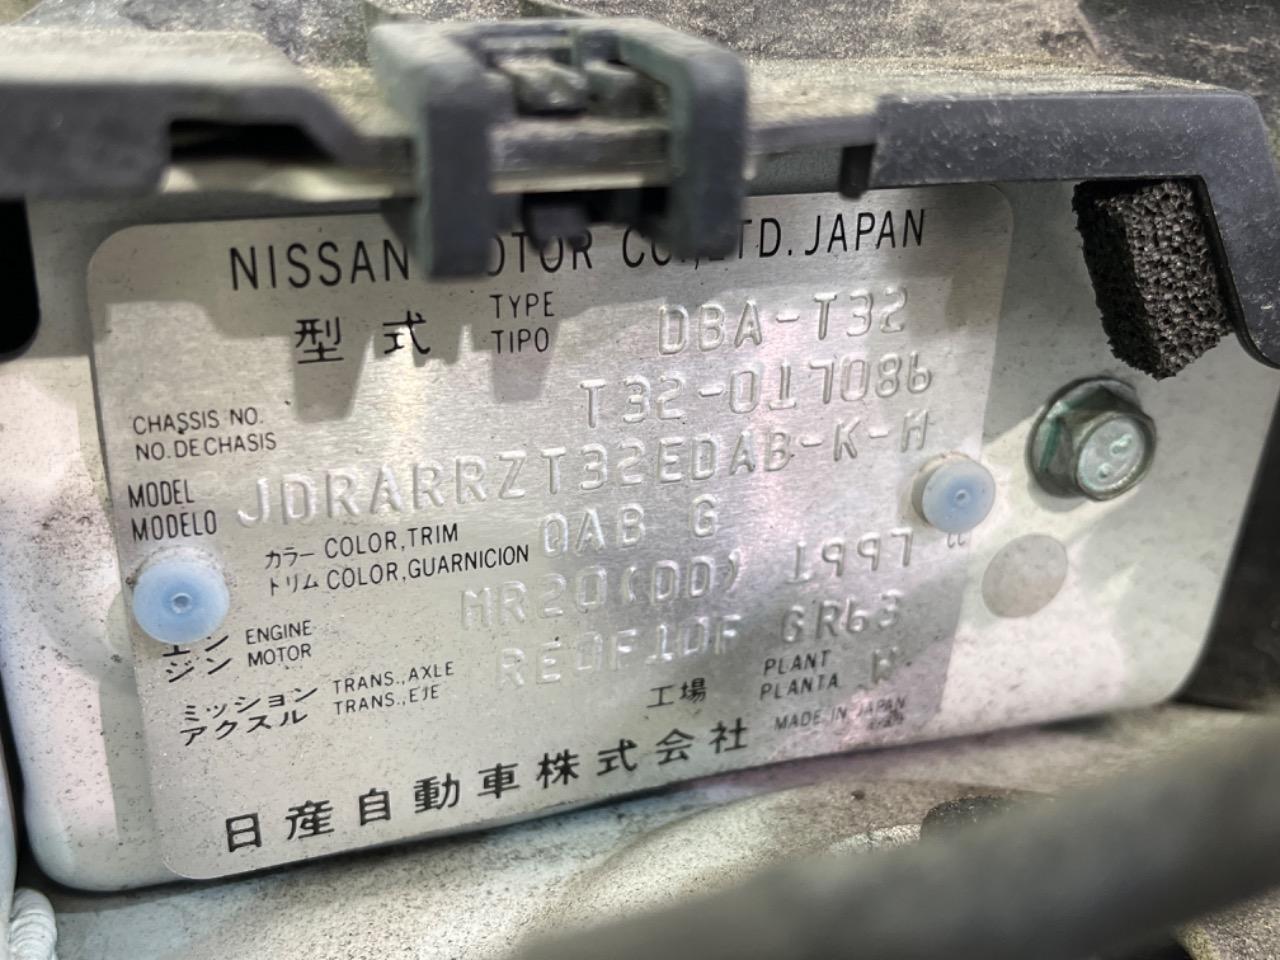 NISSAN MOTOR CO.,LTD.JAPAN
型式 TYPE TIPO DBA-T32
CHASSIS NO. NO.DE CHASIS T32-017086
MODEL MODELO JDRARRZT32EDAB-K-H
カラー COLOR,TRIM トリム COLOR,GUARNICION QAB G
エンジン ENGINE MOTOR MR20(DD) 1997 cc
ミッション アクスル TRANS.,AXLE TRANS.,EJE RE0F10F GR63
工場 PLANT PLANTA W
日産自動車株式会社 MADE IN JAPAN